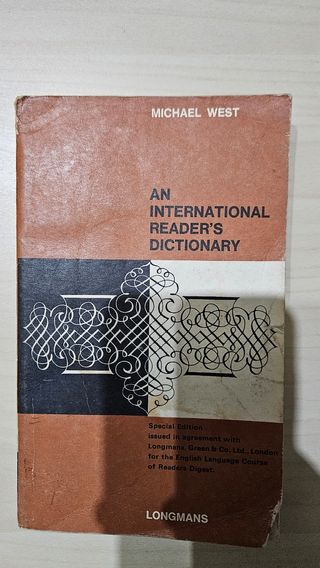 MICHAEL WEST
AN
INTERNATIONAL
READER'S
DICTIONARY
Special Edition
issued in agreement with
Longmans, Green & Co. Ltd., London
for the English Language Course
of Readers Digest.
LONGMANS